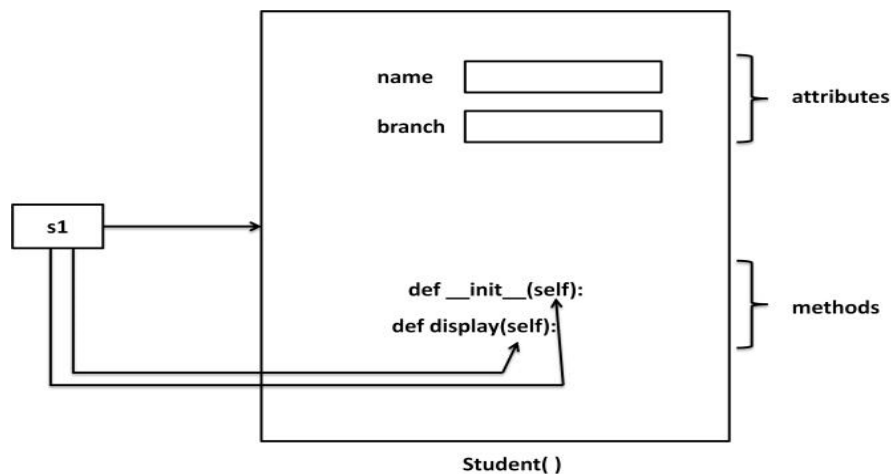 name
branch
attributes
s1
def __init__(self):
def display(self):
methods
Student( )